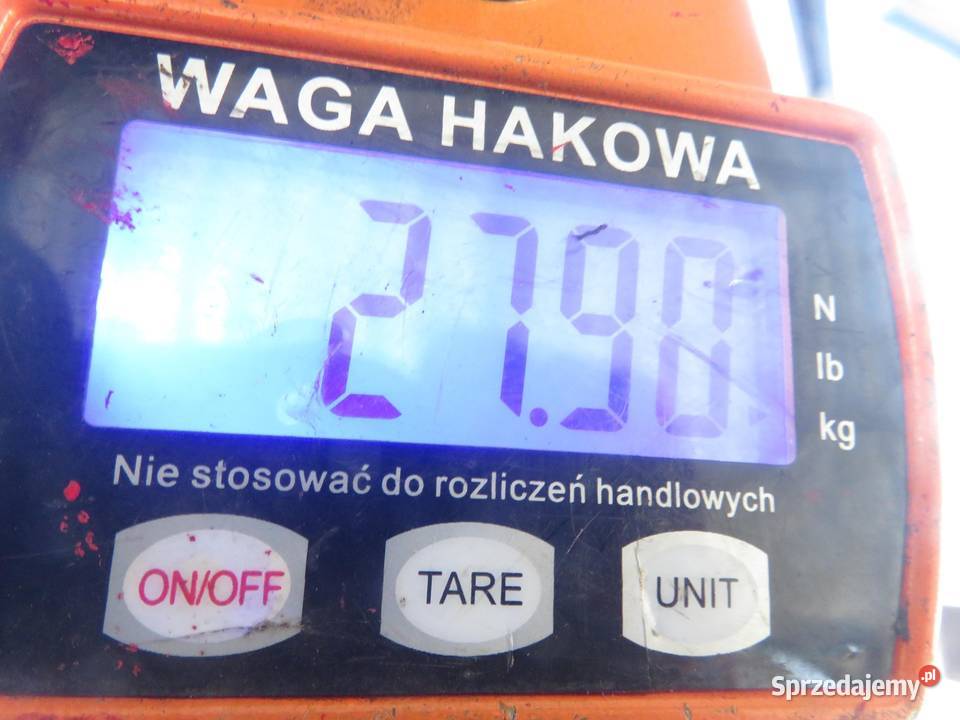 WAGA HAKOWA
27.98
N
lb
kg
Nie stosować do rozliczeń handlowych
ON/OFF TARE UNIT
Sprzedajemy.pl